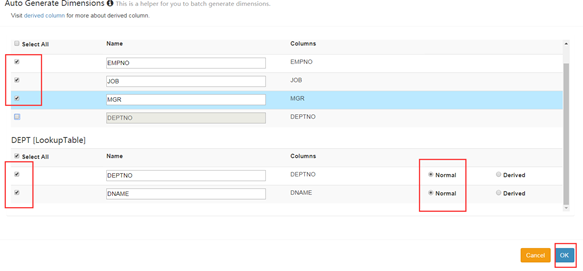 Auto Generate Dimensions This is a helper for you to batch generate dimensions.
Visit derived column for more about derived column
Select All Name Columns
EMPNO EMPNO
JOB JOB
MGR MGR
DEPTNO DEPTNO
DEPT [LookupTable]
Select All Name Columns
DEPTNO DEPTNO Normal Derived
DNAME DNAME Normal Derived
Cancel OK